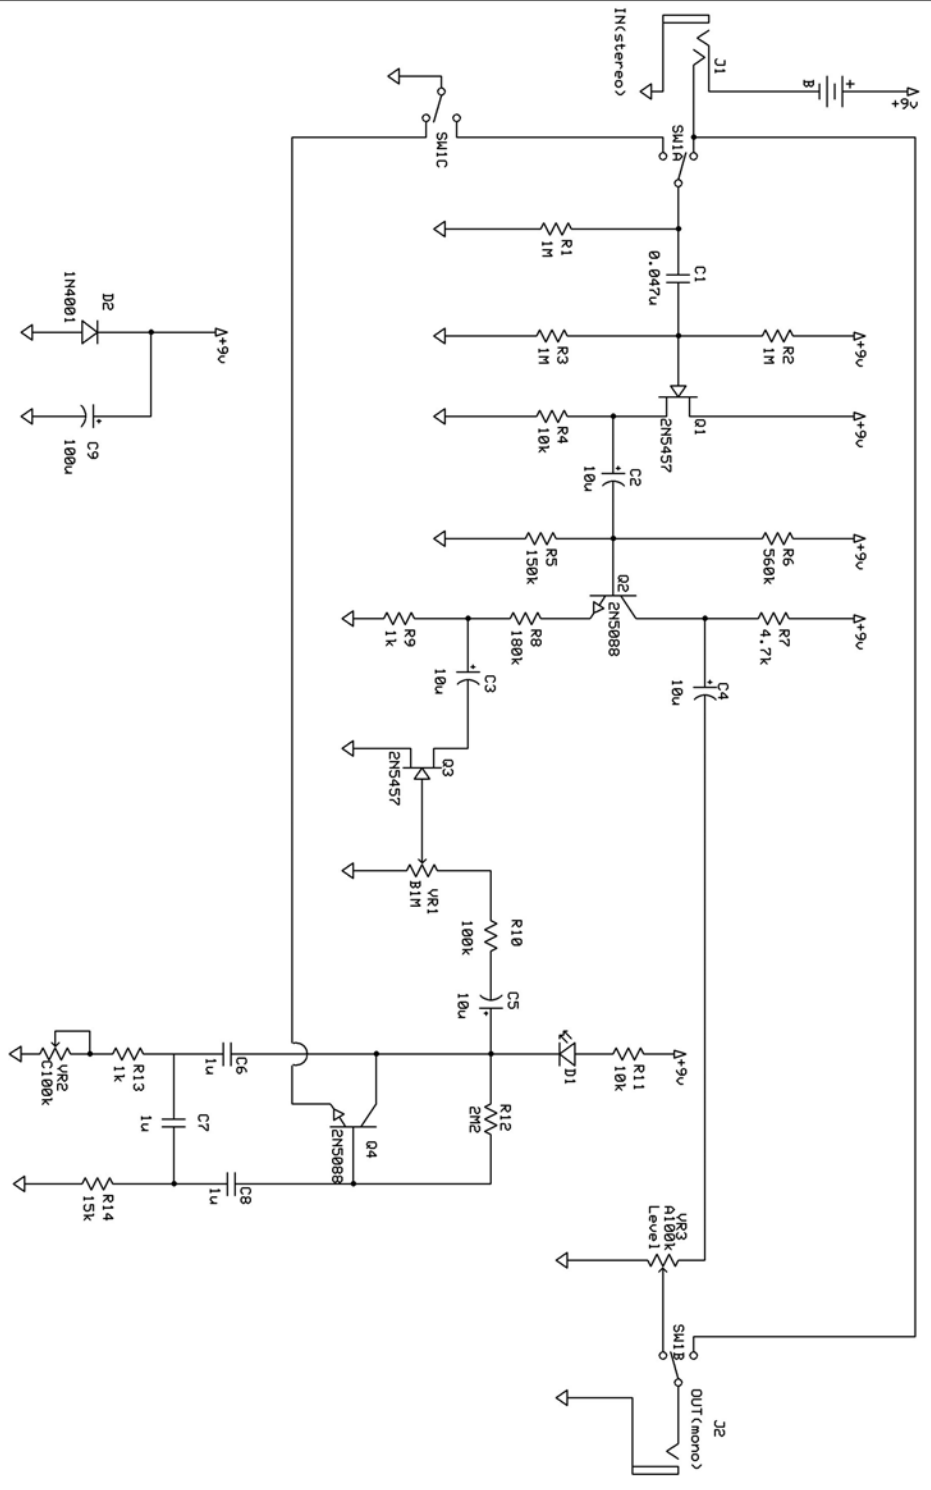 IN(stereo)
J1
B
+
+9v
SW1A
SW1C
R1
1M
C1
0.047u
R2
1M
+9v
R3
1M
Q1
2N5457
+9v
R4
10k
C2
+
10u
R5
150k
R6
560k
+9v
Q2
2N5088
R7
4.7k
+9v
R8
180k
R9
1k
C3
+
10u
C4
+
10u
Q3
2N5457
VR1
B1M
R10
100k
C5
+
10u
D1
R11
10k
+9v
R12
2M2
Q4
2N5088
C6
1u
C7
1u
C8
1u
R13
1k
VR2
C100k
R14
15k
VR3
A100k
Level
SW1B
J2
OUT(mono)
D2
1N4001
+9v
C9
+
100u